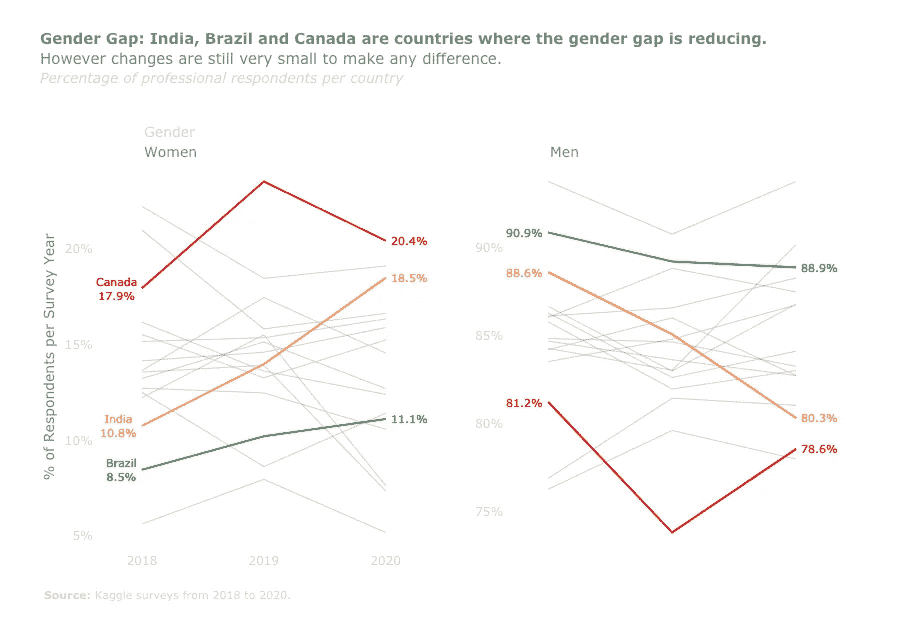 Gender Gap: India, Brazil and Canada are countries where the gender gap is reducing.
However changes are still very small to make any difference.
Percentage of professional respondents per country
Gender
Women
Men
% of Respondents per Survey Year
20%
15%
10%
5%
Canada
17.9%
India
10.8%
Brazil
8.5%
20.4%
18.5%
11.1%
2018
2019
2020
90%
85%
80%
75%
90.9%
88.6%
81.2%
88.9%
80.3%
78.6%
Source: Kaggle surveys from 2018 to 2020.